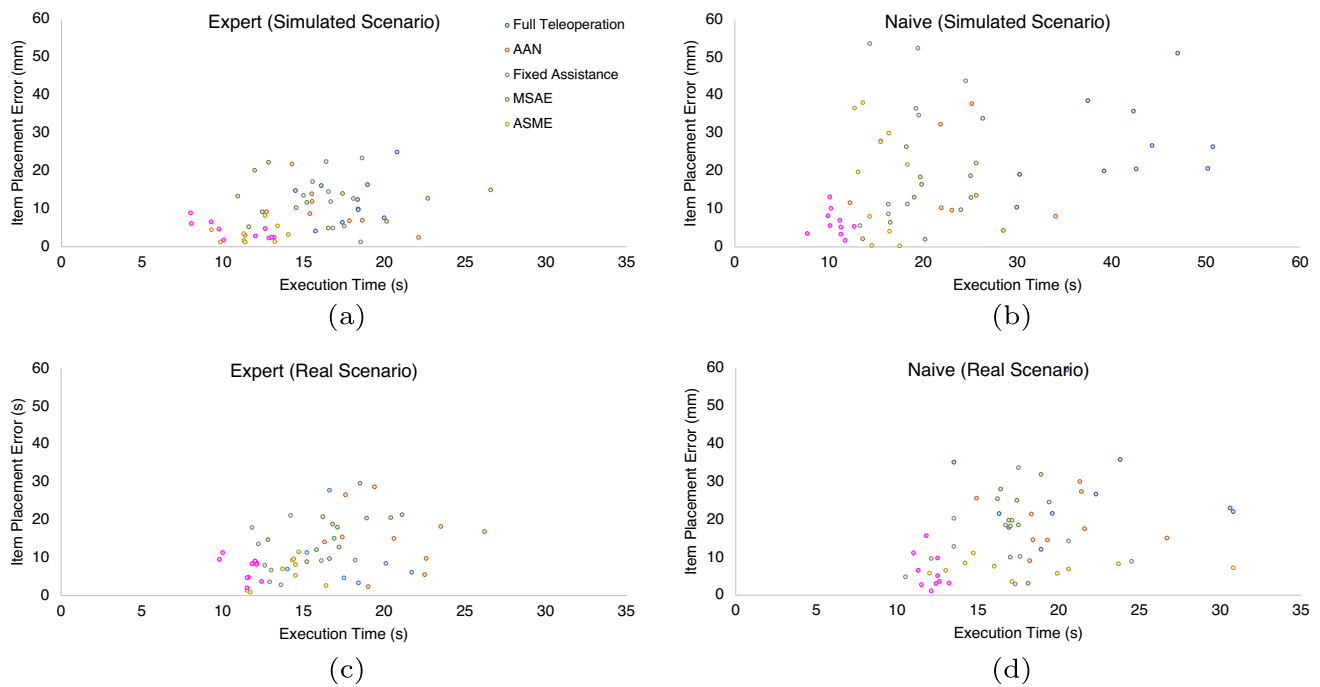 Expert (Simulated Scenario)
Item Placement Error (mm)
60
50
40
30
20
10
0
0 5 10 15 20 25 30 35
Execution Time (s)
Full Teleoperation
AAN
Fixed Assistance
MSAE
ASME
(a)
Naive (Simulated Scenario)
Item Placement Error (mm)
60
50
40
30
20
10
0
0 10 20 30 40 50 60
Execution Time (s)
(b)
Expert (Real Scenario)
Item Placement Error (s)
60
50
40
30
20
10
0
0 5 10 15 20 25 30 35
Execution Time (s)
(c)
Naive (Real Scenario)
Item Placement Error (mm)
60
50
40
30
20
10
0
0 5 10 15 20 25 30 35
Execution Time (s)
(d)